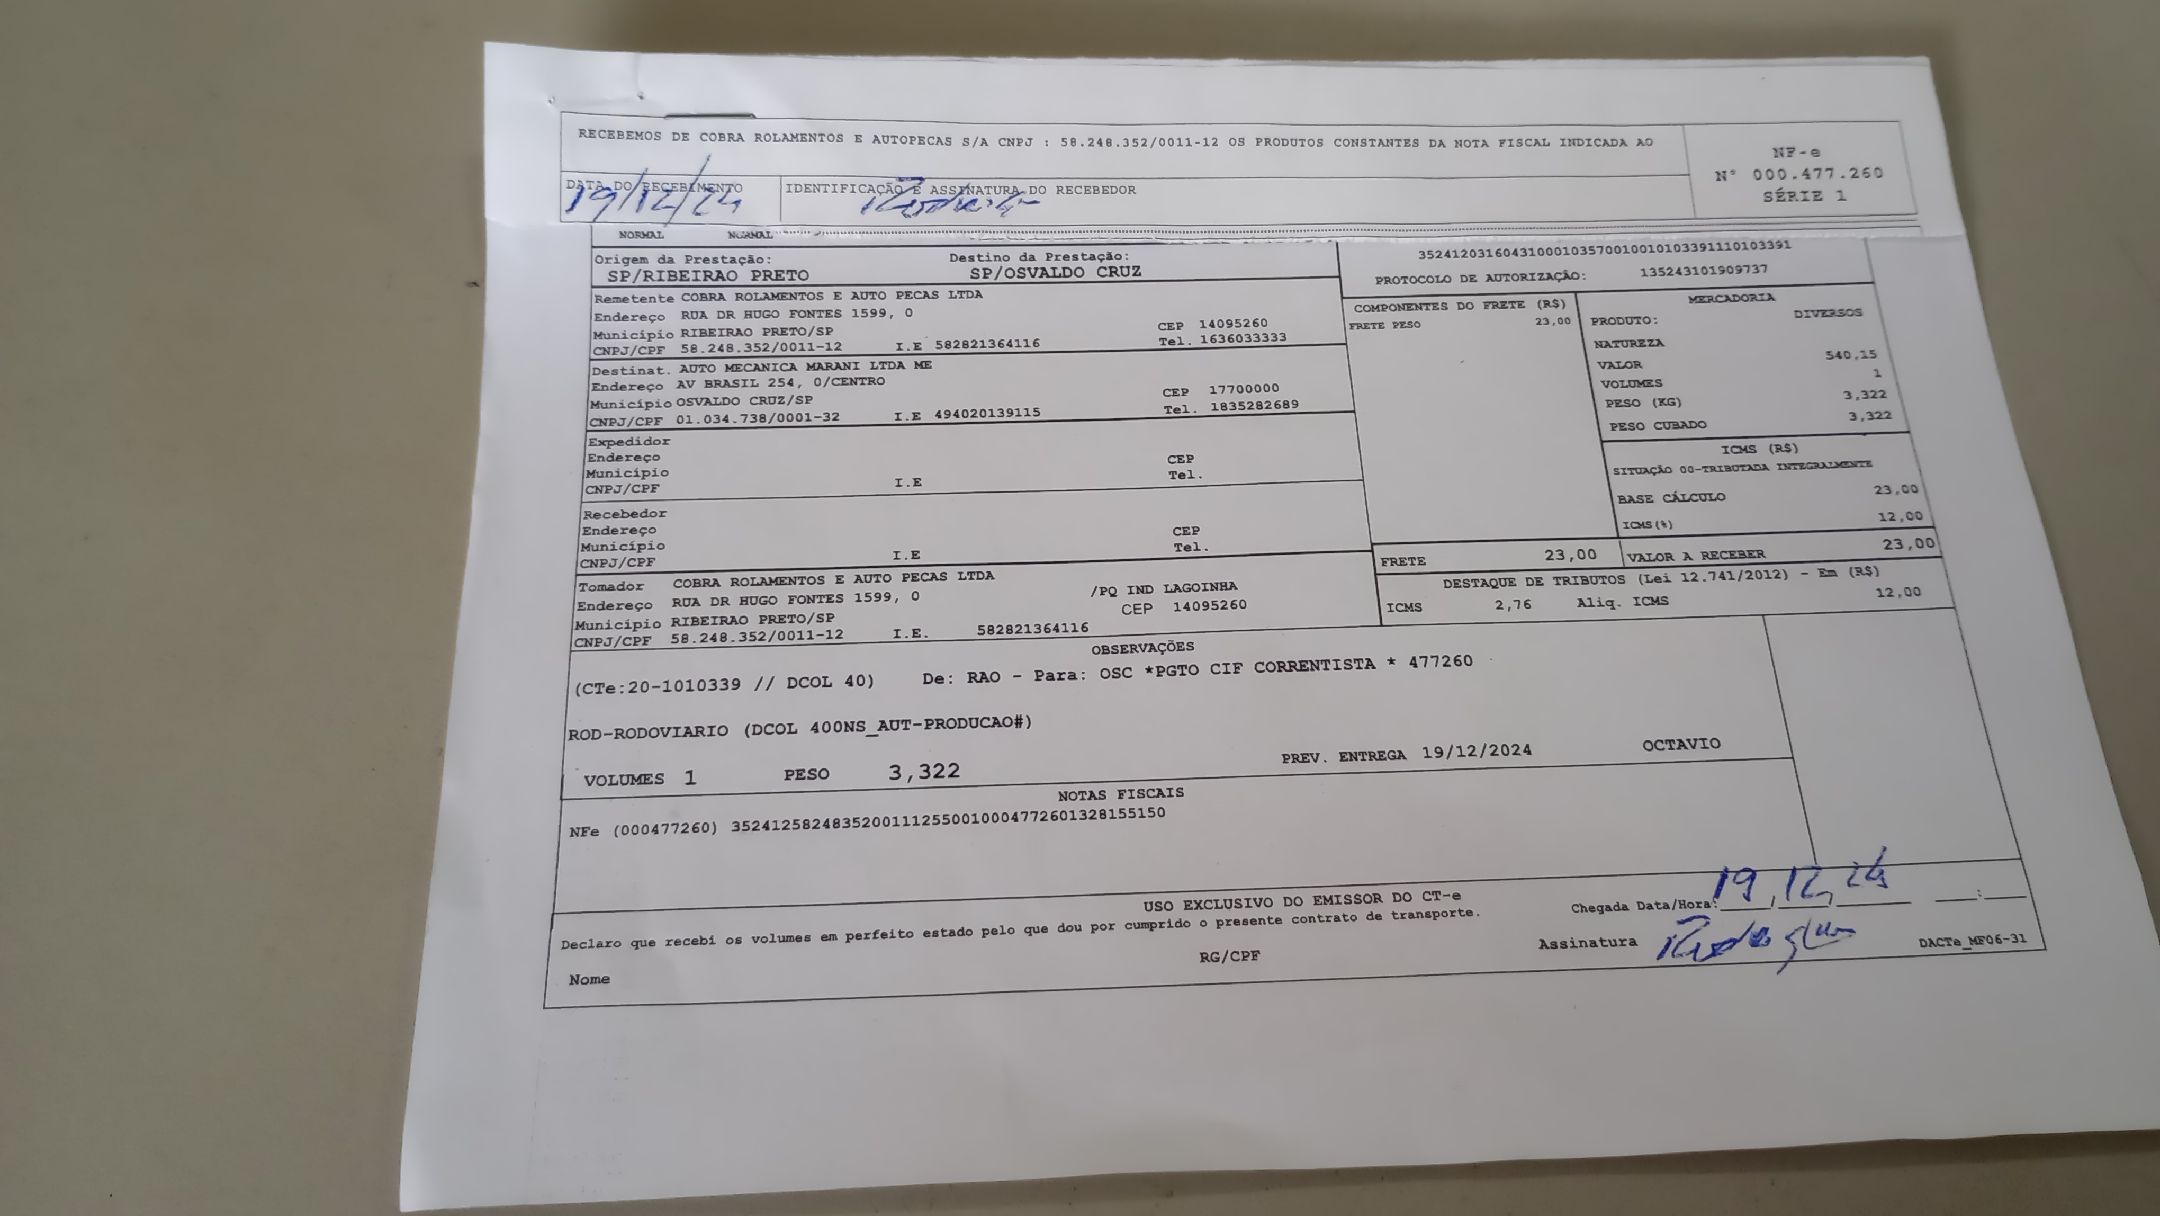 RECEBEMOS DE COBRA ROLAMENTOS E AUTOPECAS S/A CNPJ : 58.248.352/0011-12 OS PRODUTOS CONSTANTES DA NOTA FISCAL INDICADA AO
NF-e
Nº 000.477.260
SÉRIE 1
DATA DO RECEBIMENTO
19/12/24
IDENTIFICAÇÃO E ASSINATURA DO RECEBEDOR
NORMAL NORMAL
Origem da Prestação: Destino da Prestação:
SP/RIBEIRAO PRETO SP/OSVALDO CRUZ
35241203160431000103570010010103391110103391
PROTOCOLO DE AUTORIZAÇÃO: 135243101909737
Remetente COBRA ROLAMENTOS E AUTO PECAS LTDA
Endereço RUA DR HUGO FONTES 1599, 0
Município RIBEIRAO PRETO/SP CEP 14095260
CNPJ/CPF 58.248.352/0011-12 I.E 582821364116 Tel. 1636033333
Destinat. AUTO MECANICA MARANI LTDA ME
Endereço AV BRASIL 254, 0/CENTRO
Município OSVALDO CRUZ/SP CEP 17700000
CNPJ/CPF 01.034.738/0001-32 I.E 494020139115 Tel. 1835282689
Expedidor
Endereço
Município CEP
CNPJ/CPF I.E Tel.
Recebedor
Endereço
Município CEP
CNPJ/CPF I.E Tel.
Tomador COBRA ROLAMENTOS E AUTO PECAS LTDA
Endereço RUA DR HUGO FONTES 1599, 0 /PQ IND LAGOINHA
Município RIBEIRAO PRETO/SP CEP 14095260
CNPJ/CPF 58.248.352/0011-12 I.E. 582821364116
COMPONENTES DO FRETE (R$)
FRETE PESO 23,00
MERCADORIA
PRODUTO: DIVERSOS
NATUREZA
VALOR 540,15
VOLUMES 1
PESO (KG) 3,322
PESO CUBADO 3,322
ICMS (R$)
SITUAÇÃO 00-TRIBUTADA INTEGRALMENTE
BASE CÁLCULO 23,00
ICMS(%) 12,00
FRETE 23,00 VALOR A RECEBER 23,00
DESTAQUE DE TRIBUTOS (Lei 12.741/2012) - Em (R$)
ICMS 2,76 Aliq. ICMS 12,00
OBSERVAÇÕES
(CTe:20-1010339 // DCOL 40) De: RAO - Para: OSC *PGTO CIF CORRENTISTA * 477260
ROD-RODOVIARIO (DCOL 400NS_AUT-PRODUCAO#)
VOLUMES 1 PESO 3,322 PREV. ENTREGA 19/12/2024 OCTAVIO
NOTAS FISCAIS
NFe (000477260) 35241258248352001112550010004772601328155150
USO EXCLUSIVO DO EMISSOR DO CT-e
Declaro que recebi os volumes em perfeito estado pelo que dou por cumprido o presente contrato de transporte.
Chegada Data/Hora: 19,12,24 :
Nome RG/CPF Assinatura DACTe_MF06-31